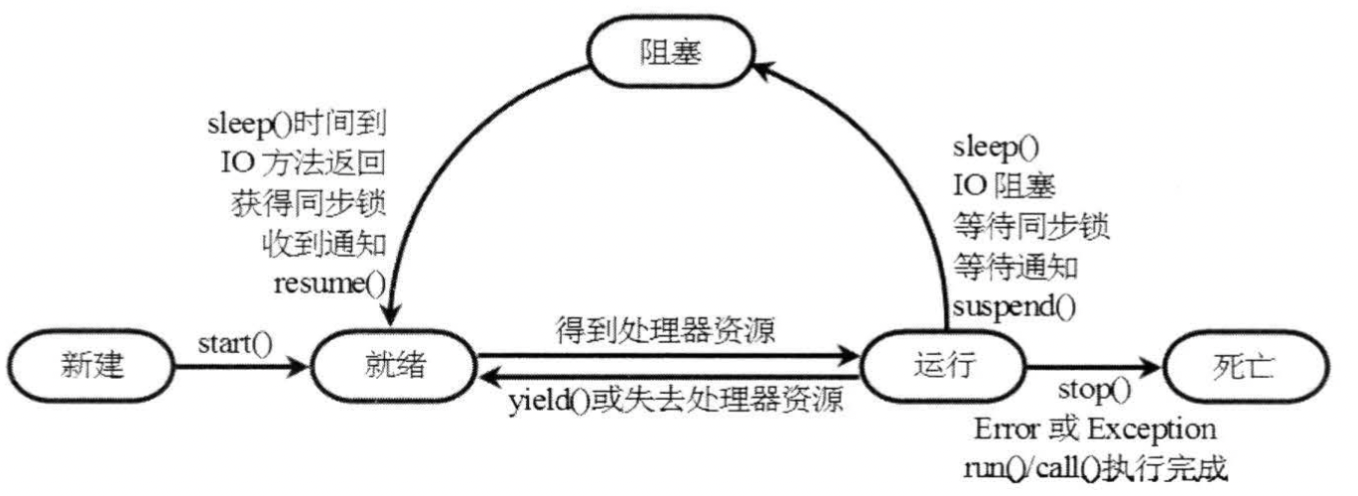 阻塞
sleep()时间到
IO 方法返回
获得同步锁
收到通知
resume()
sleep()
IO 阻塞
等待同步锁
等待通知
suspend()
新建
start()
就绪
得到处理器资源
yield()或失去处理器资源
运行
stop()
Error 或 Exception
run()/call()执行完成
死亡